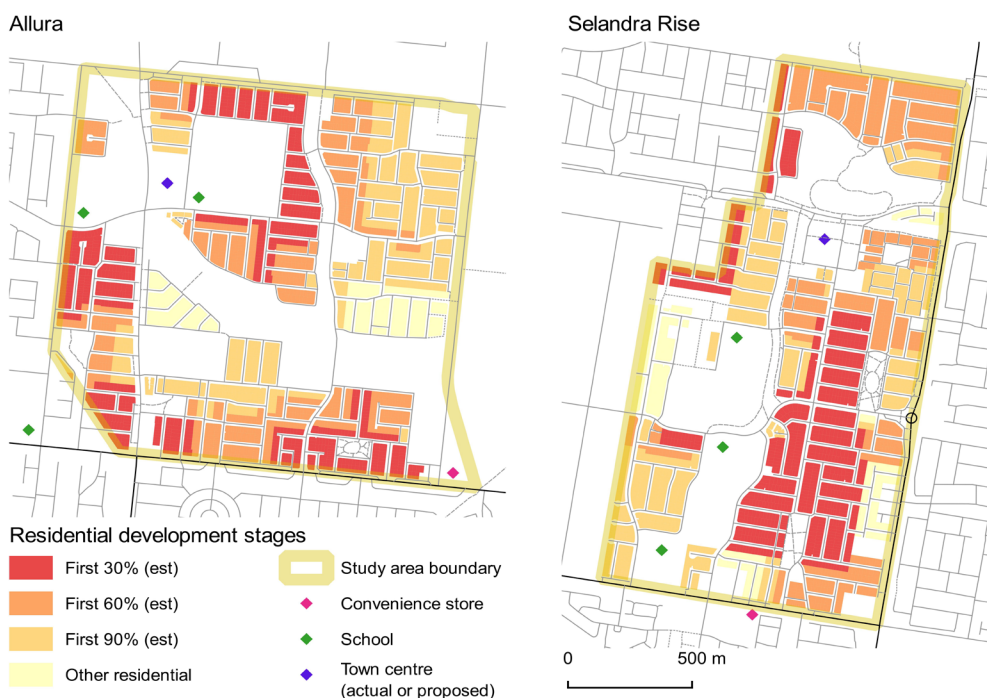 Allura
Selandra Rise
Residential development stages
First 30% (est)
First 60% (est)
First 90% (est)
Other residential
Study area boundary
Convenience store
School
Town centre
(actual or proposed)
0
500 m